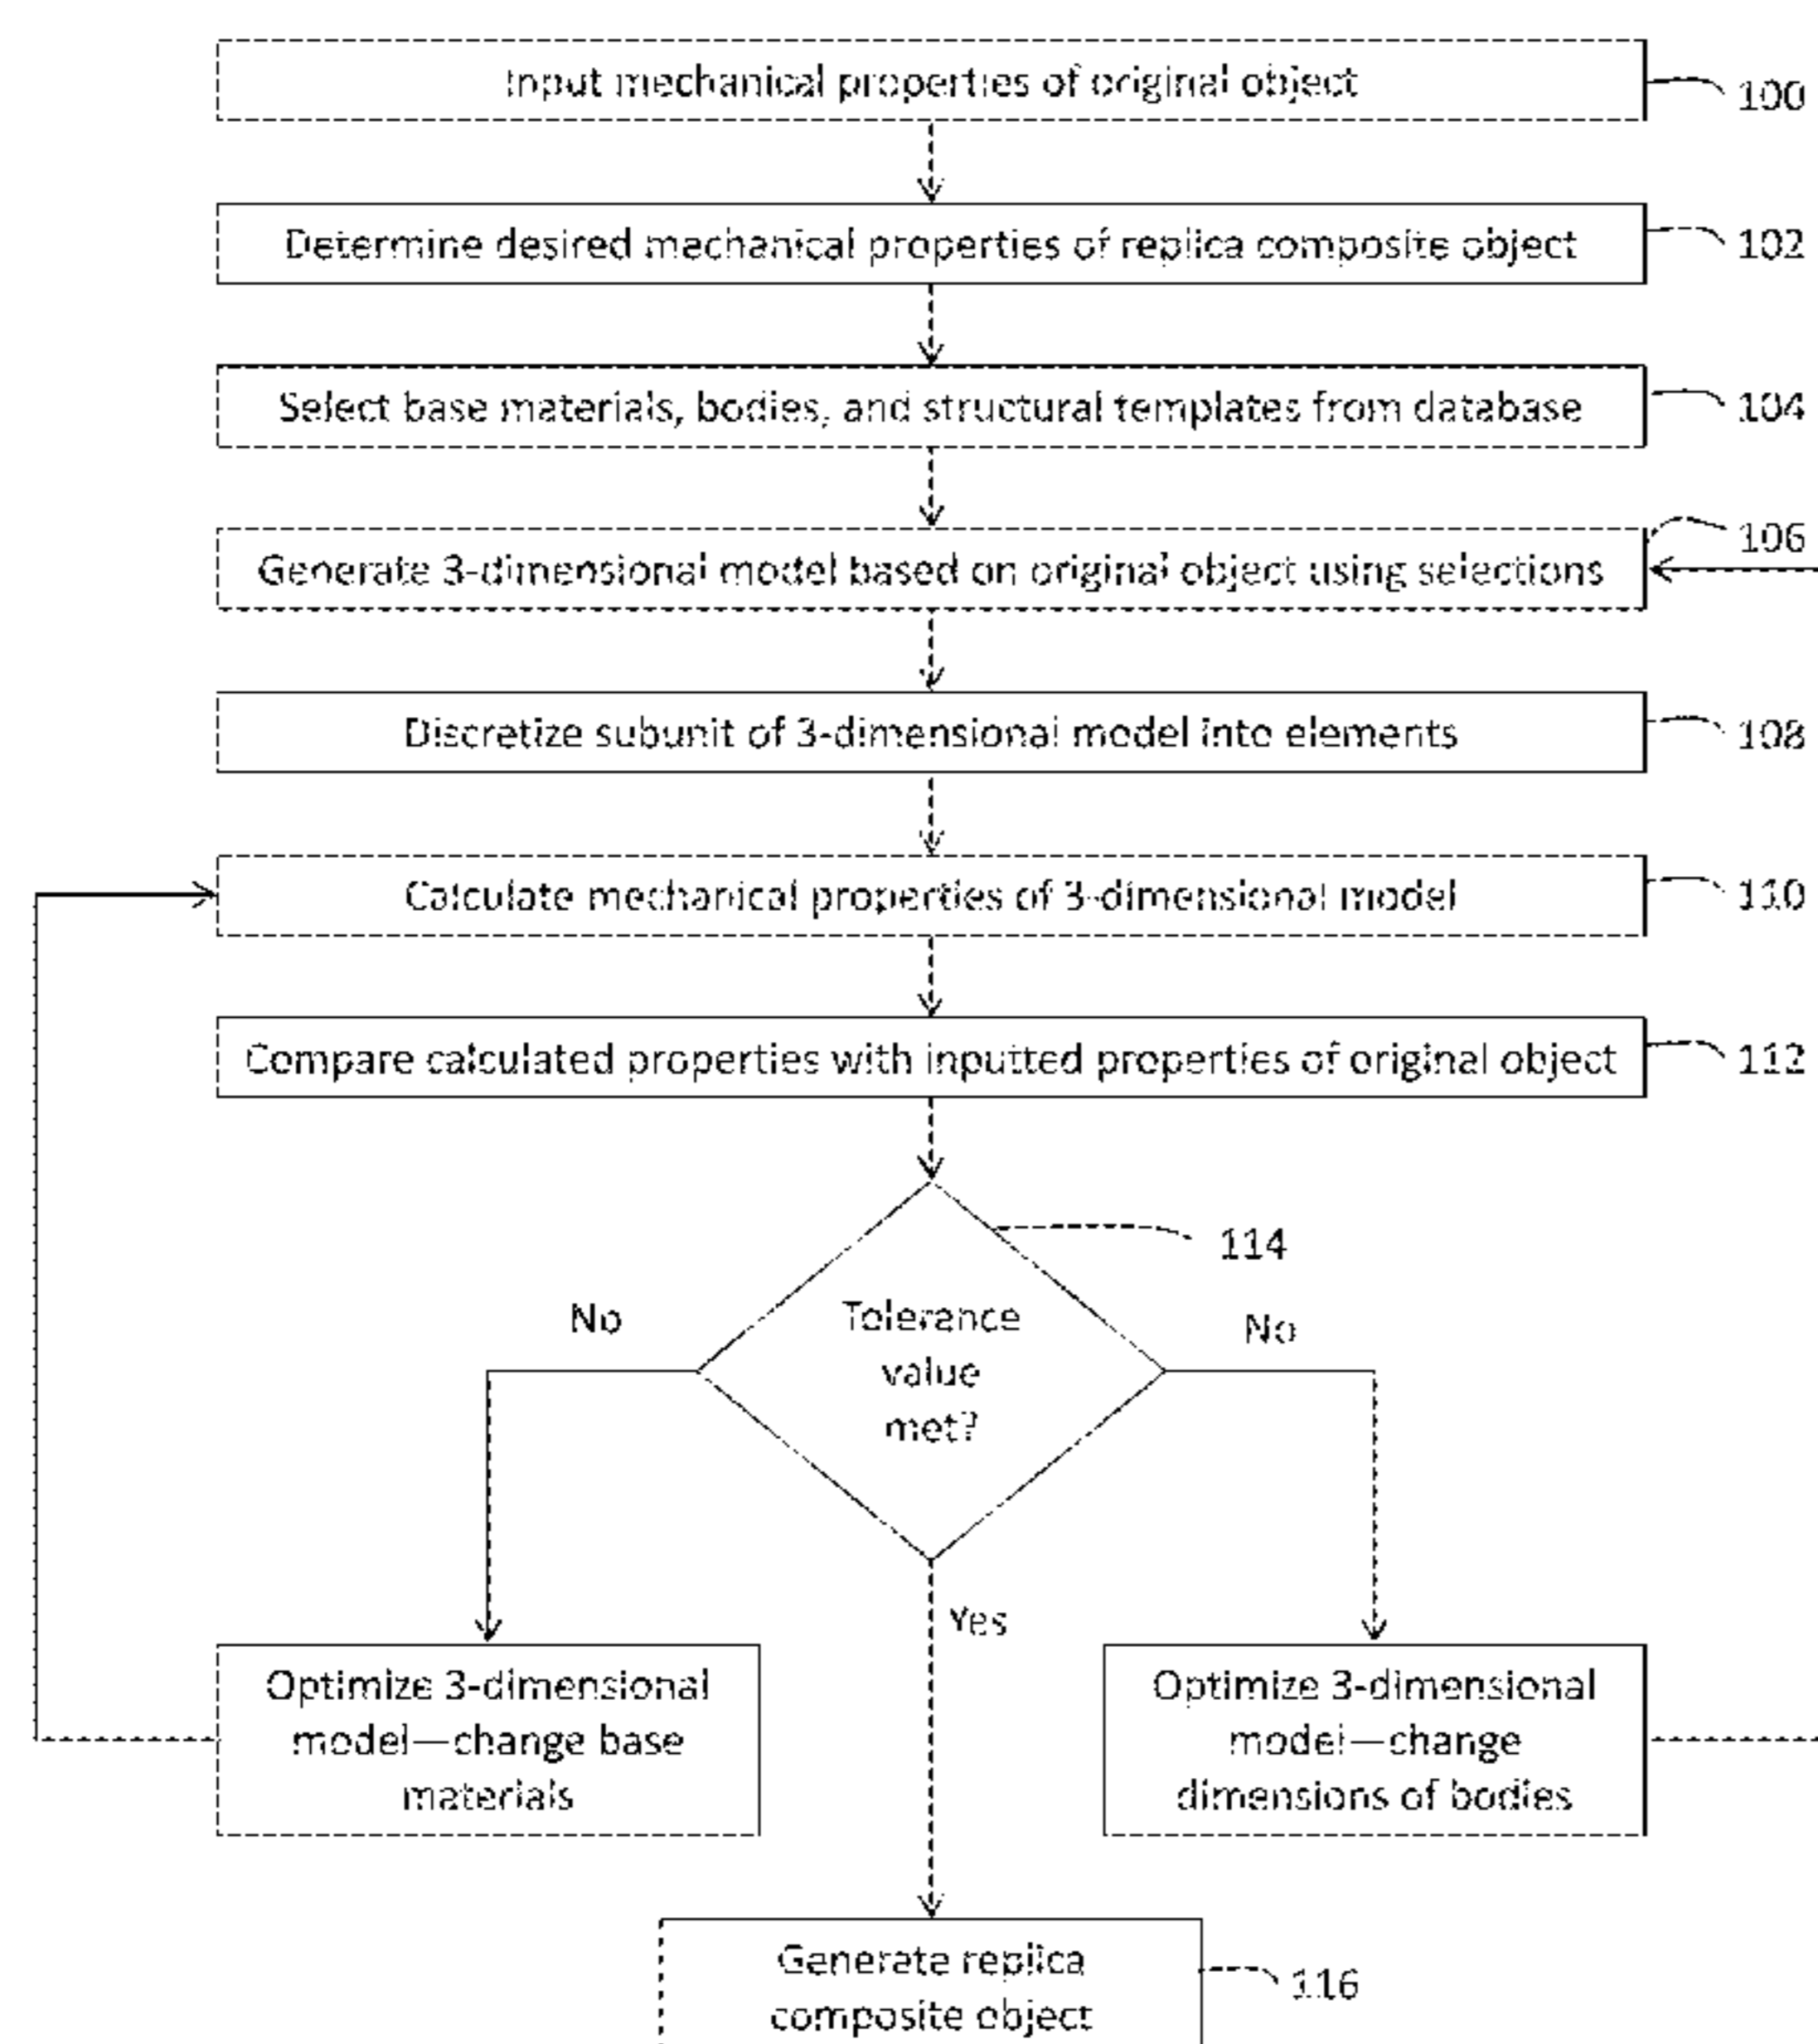 Input mechanical properties of original object
100
Determine desired mechanical properties of replica composite object
102
Select base materials, bodies, and structural templates from database
104
Generate 3-dimensional model based on original object using selections
106
Discretize subunit of 3-dimensional model into elements
108
Calculate mechanical properties of 3-dimensional model
110
Compare calculated properties with inputted properties of original object
112
114
Tolerance
value
met?
No
No
Yes
Optimize 3-dimensional
model—change base
materials
Optimize 3-dimensional
model—change
dimensions of bodies
Generate replica
composite object
116